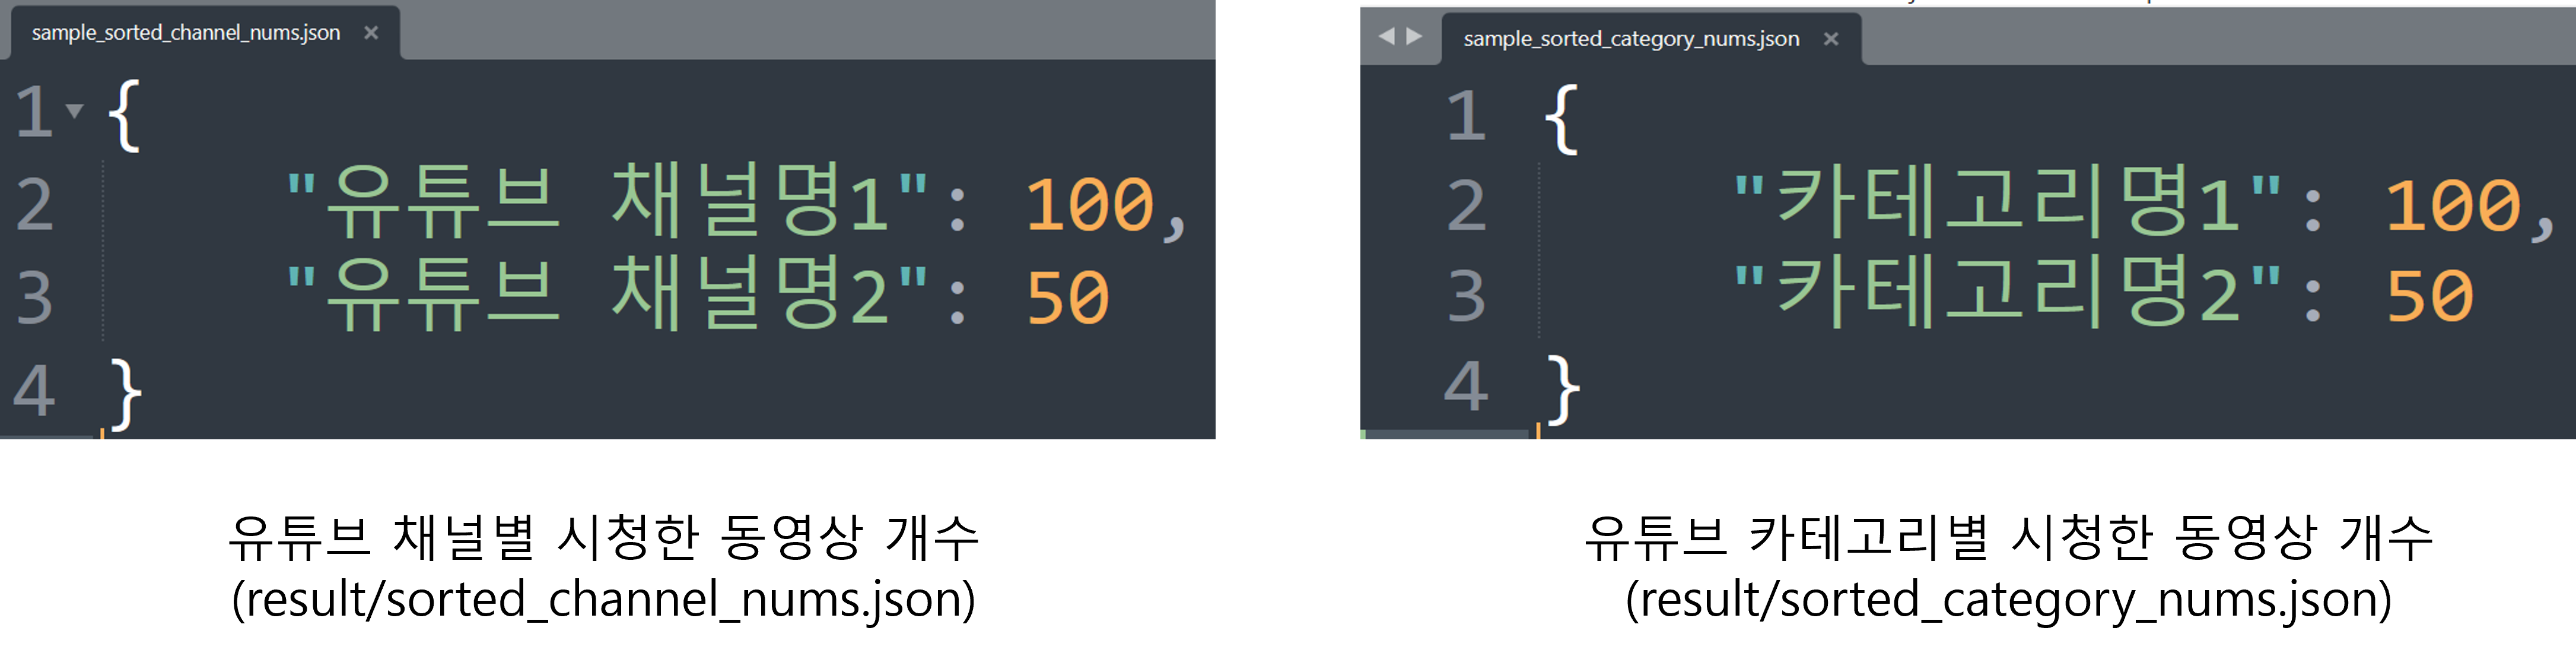 sample_sorted_channel_nums.json ×
1 {
2 "유튜브 채널명1": 100,
3 "유튜브 채널명2": 50
4 }
유튜브 채널별 시청한 동영상 개수
(result/sorted_channel_nums.json)
sample_sorted_category_nums.json ×
1 {
2 "카테고리명1": 100,
3 "카테고리명2": 50
4 }
유튜브 카테고리별 시청한 동영상 개수
(result/sorted_category_nums.json)